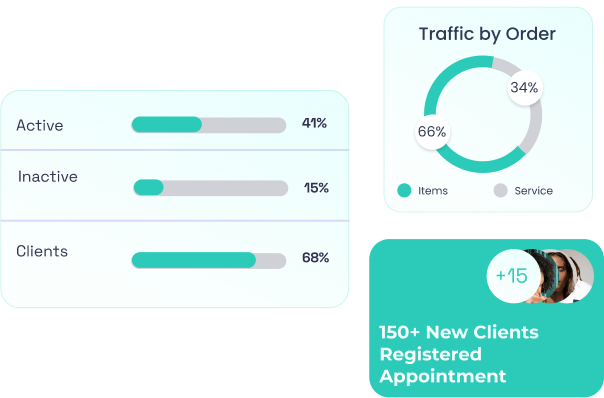 Traffic by Order
34%
66%
Items
Service
Active
41%
Inactive
15%
Clients
68%
+15
150+ New Clients
Registered
Appointment